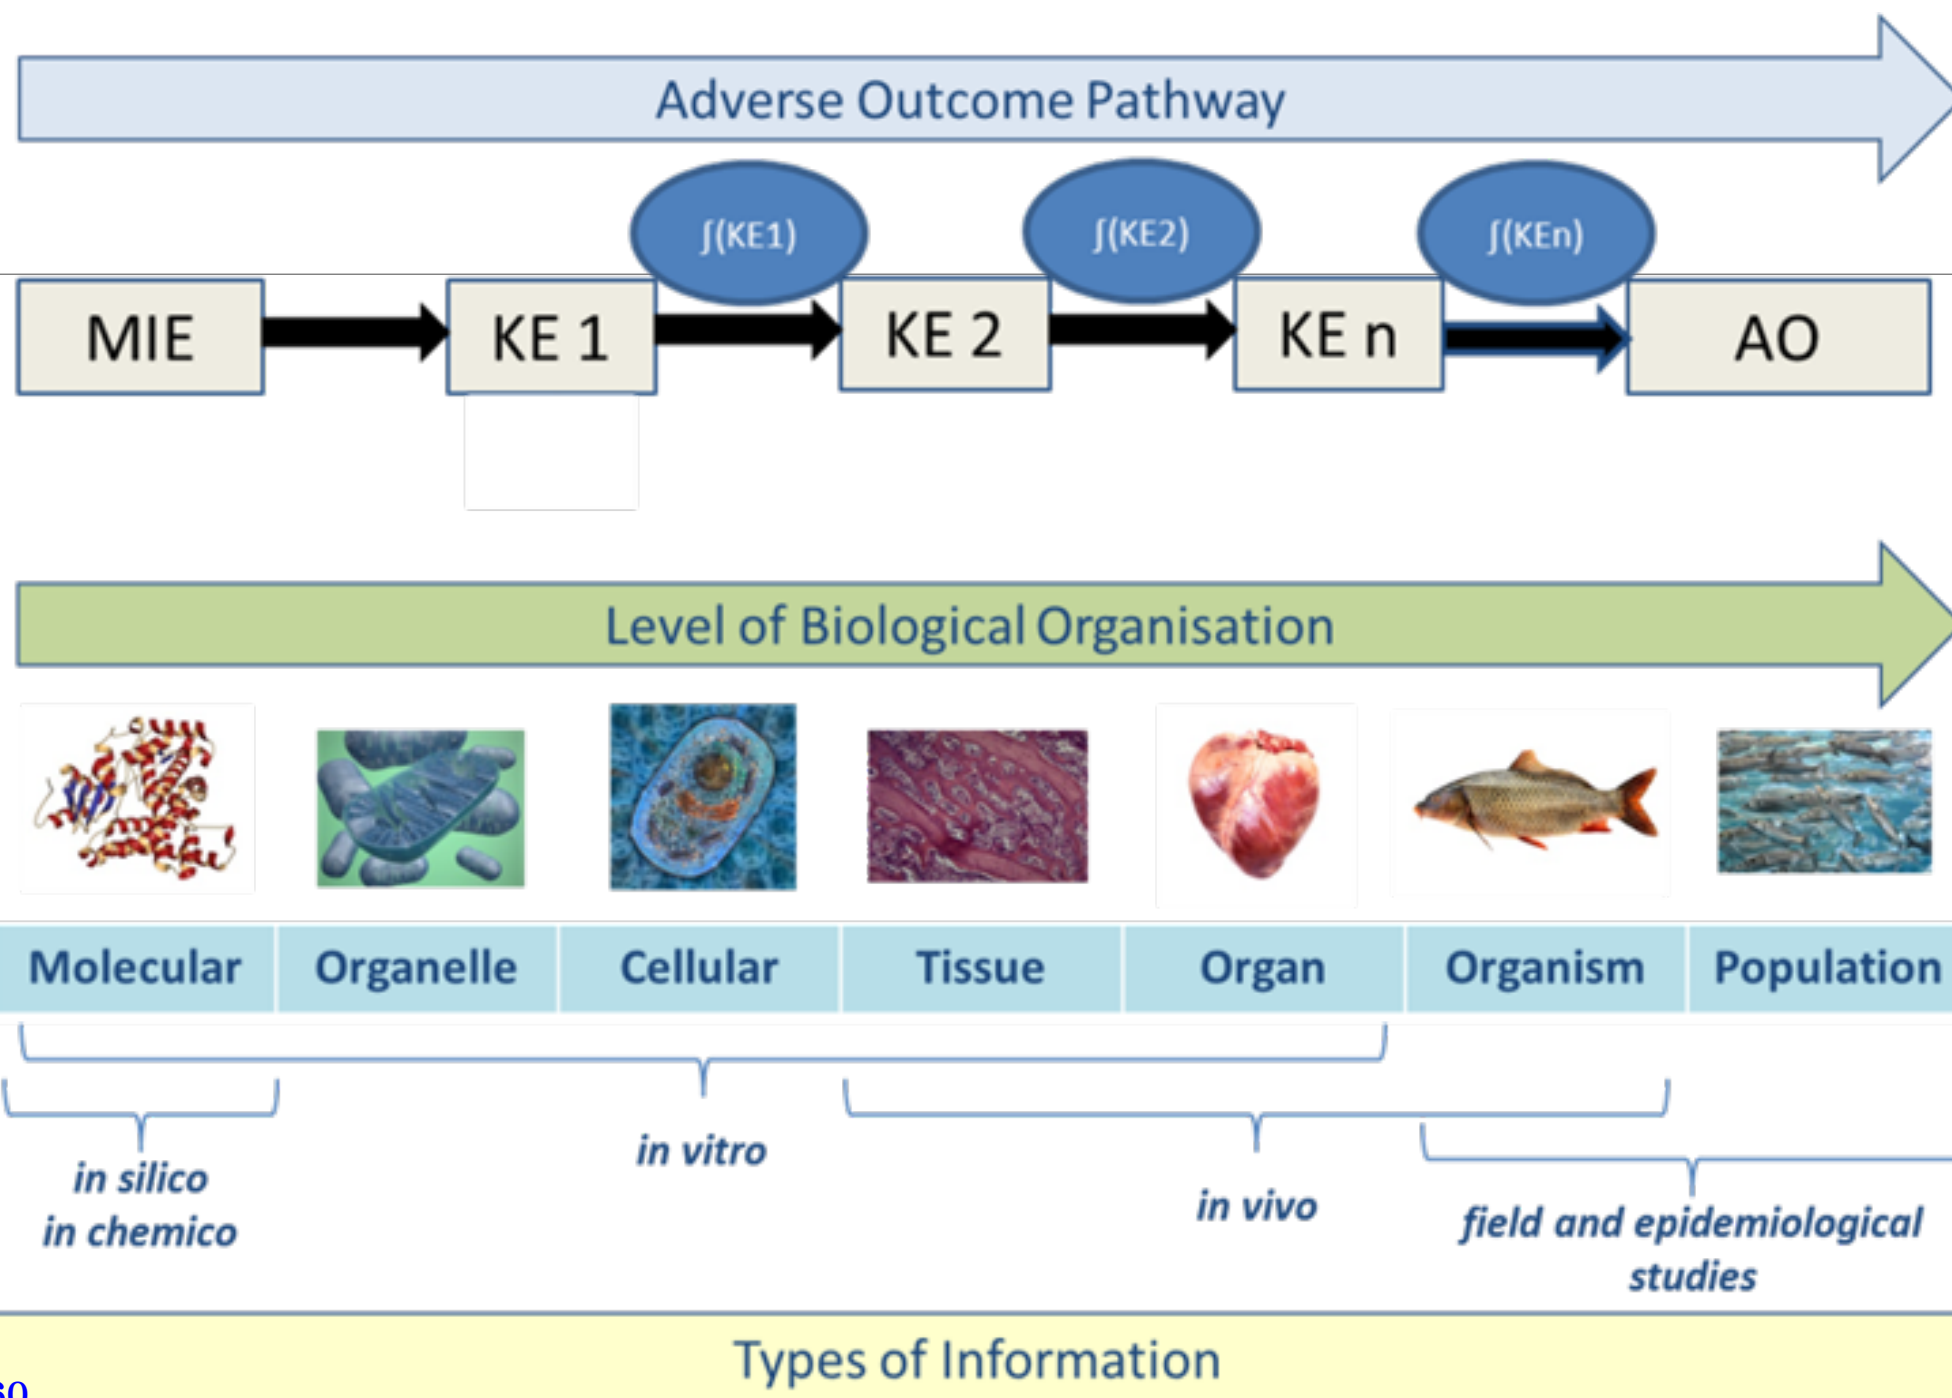 Adverse Outcome Pathway
∫(KE1) ∫(KE2) ∫(KEn)
MIE KE 1 KE 2 KE n AO
Level of Biological Organisation
Molecular Organelle Cellular Tissue Organ Organism Population
in vitro
in silico
in chemico
in vivo
field and epidemiological
studies
Types of Information